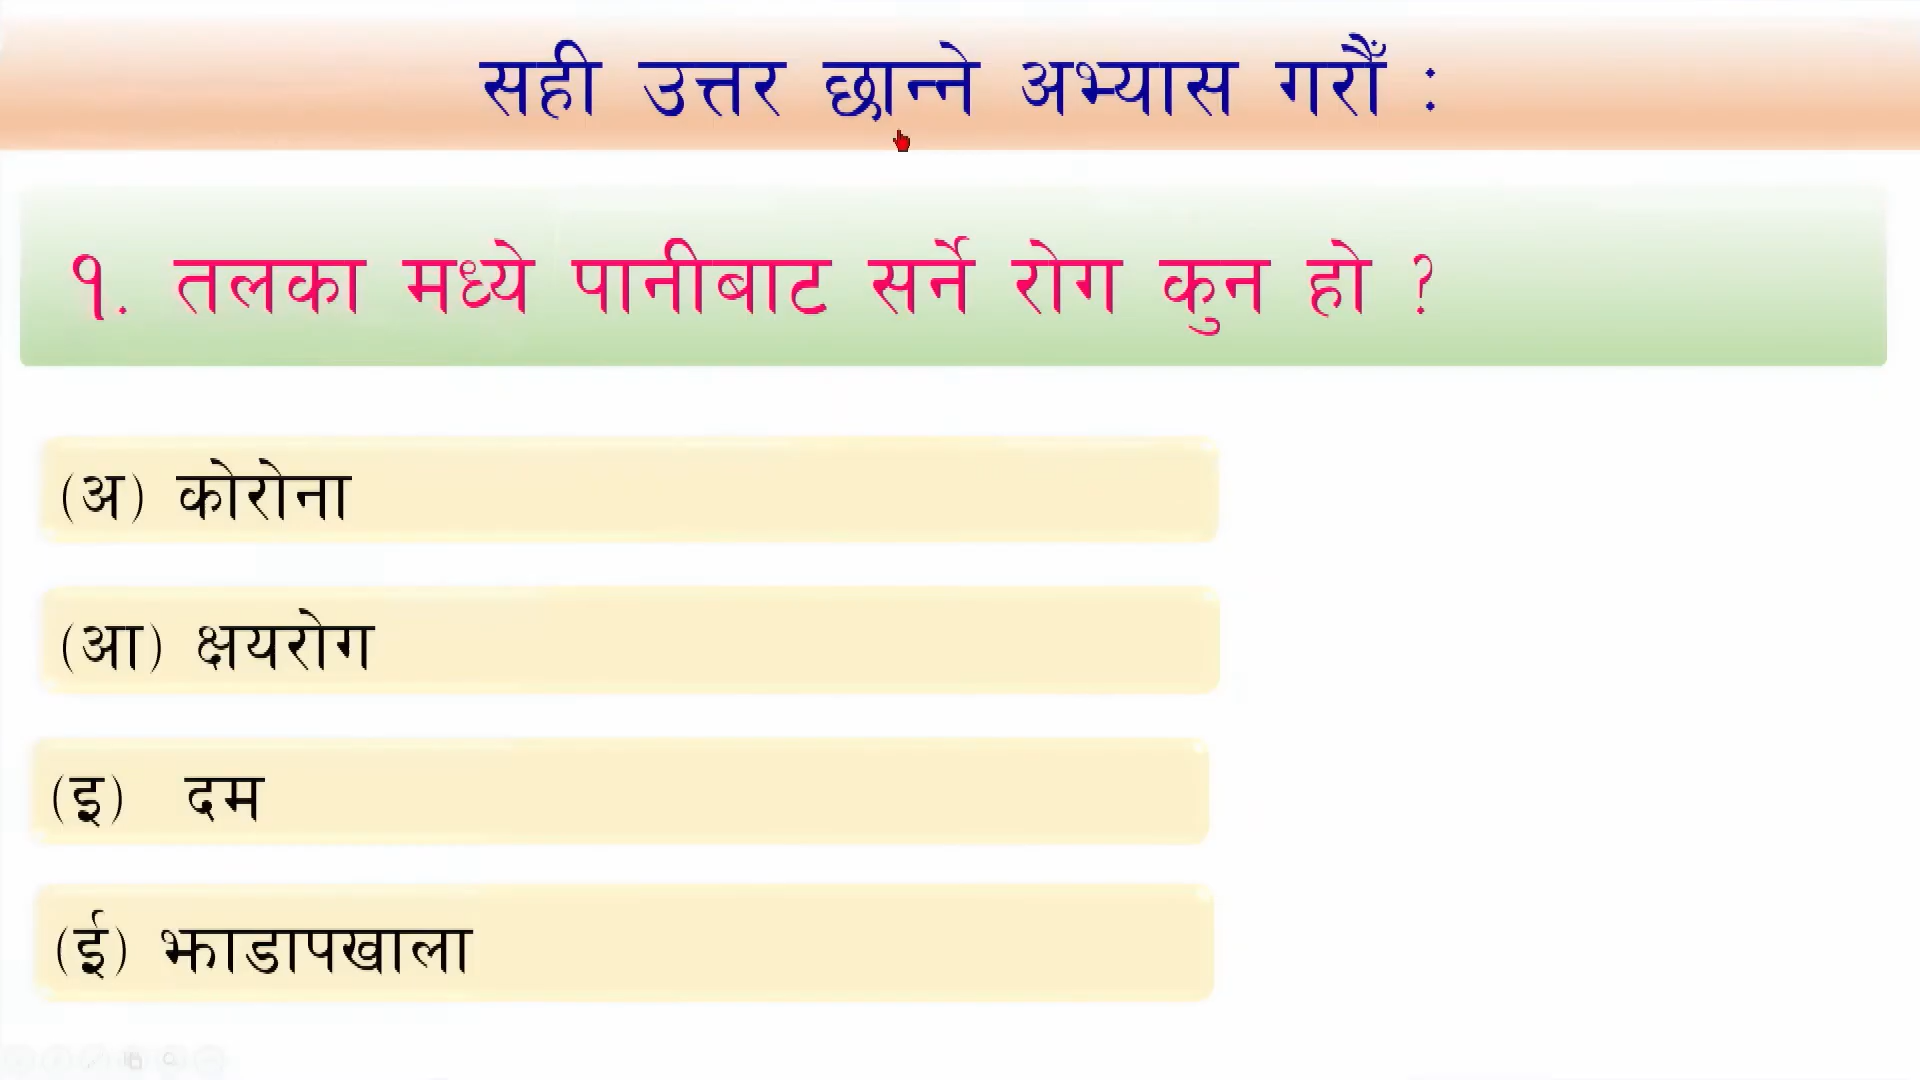 सही उत्तर छान्ने अभ्यास गरौँ :
१. तलका मध्ये पानीबाट सर्ने रोग कुन हो ?
(अ) कोरोना
(आ) क्षयरोग
(इ) दम
(ई) झाडापखाला